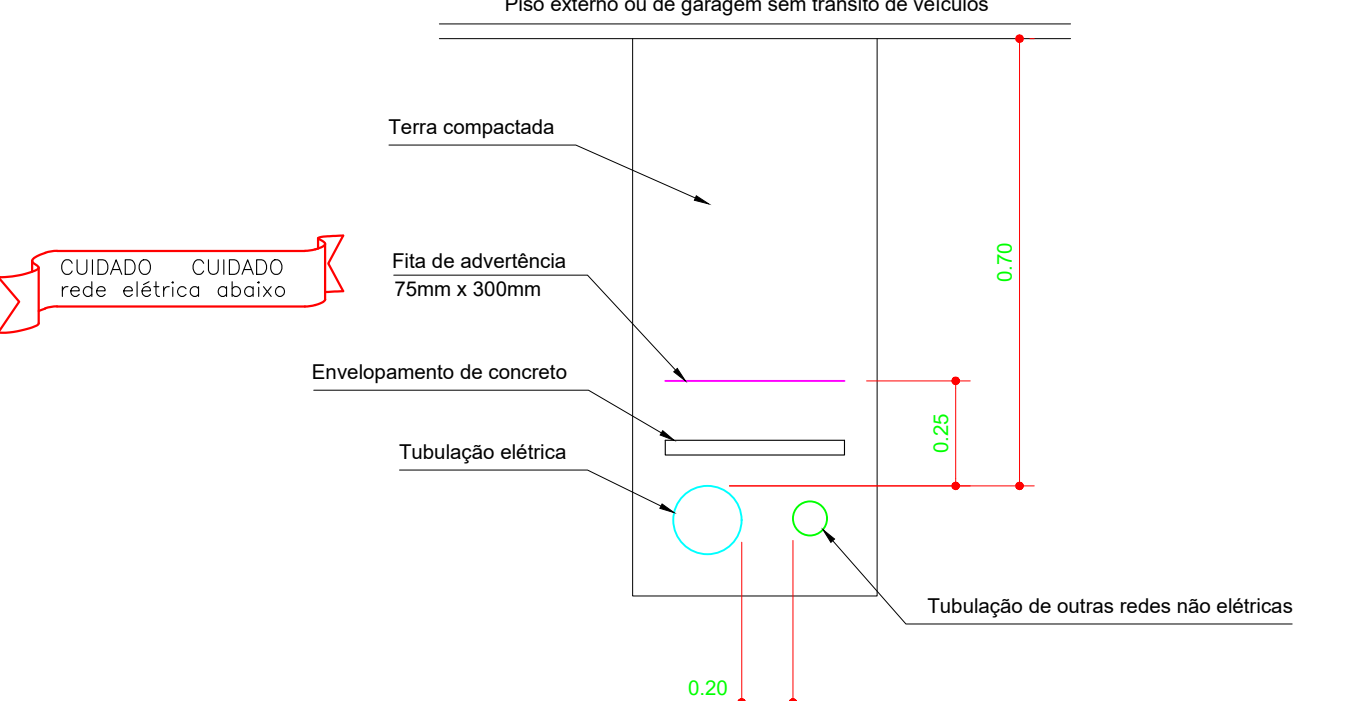 Piso externo ou de garagem sem trânsito de veículos
Terra compactada
0.70
CUIDADO CUIDADO
rede elétrica abaixo
Fita de advertência
75mm x 300mm
Envelopamento de concreto
0.25
Tubulação elétrica
Tubulação de outras redes não elétricas
0.20